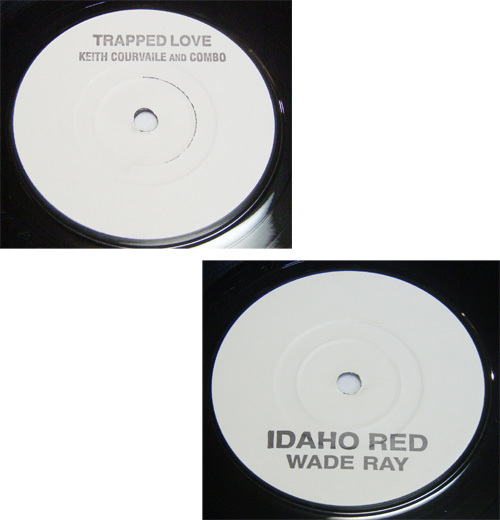 TRAPPED LOVE
KEITH COURVAILE AND COMBO
IDAHO RED
WADE RAY